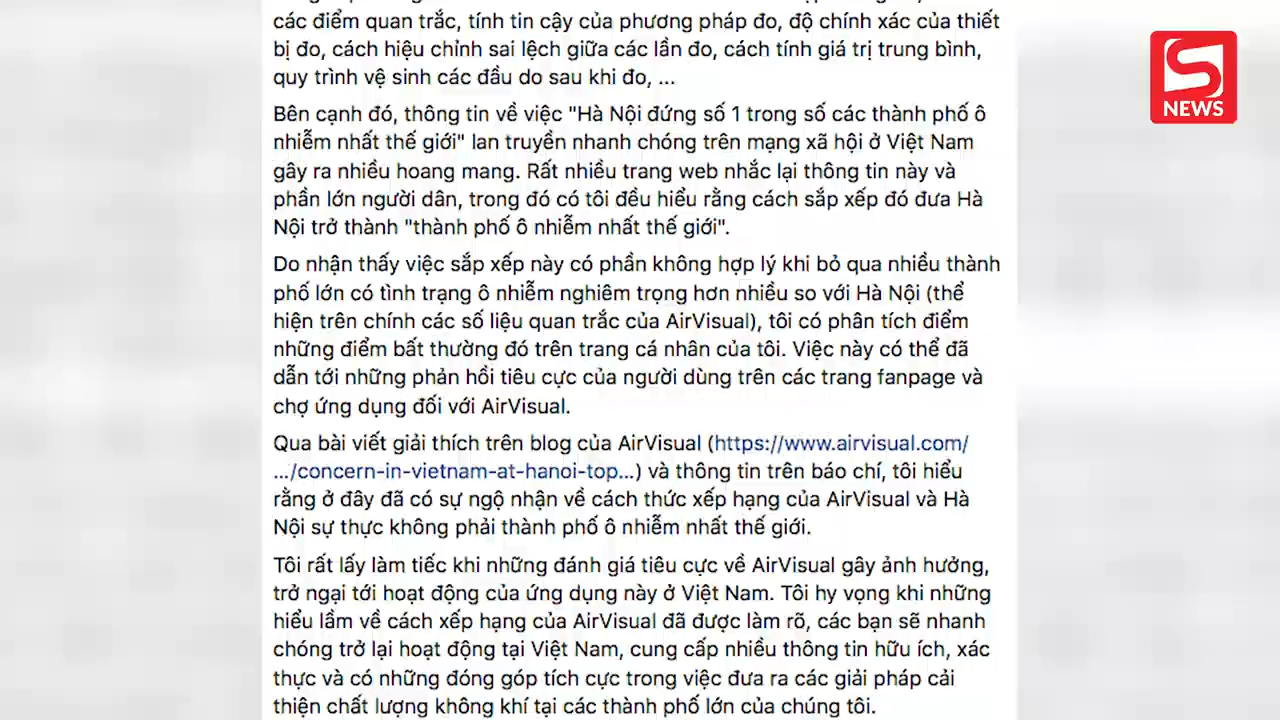 các điểm quan trắc, tính tin cậy của phương pháp đo, độ chính xác của thiết
bị đo, cách hiệu chỉnh sai lệch giữa các lần đo, cách tính giá trị trung bình,
quy trình vệ sinh các đầu do sau khi đo, ...
Bên cạnh đó, thông tin về việc "Hà Nội đứng số 1 trong số các thành phố ô
nhiễm nhất thế giới" lan truyền nhanh chóng trên mạng xã hội ở Việt Nam
gây ra nhiều hoang mang. Rất nhiều trang web nhắc lại thông tin này và
phần lớn người dân, trong đó có tôi đều hiểu rằng cách sắp xếp đó đưa Hà
Nội trở thành "thành phố ô nhiễm nhất thế giới".
Do nhận thấy việc sắp xếp này có phần không hợp lý khi bỏ qua nhiều thành
phố lớn có tình trạng ô nhiễm nghiêm trọng hơn nhiều so với Hà Nội (thể
hiện trên chính các số liệu quan trắc của AirVisual), tôi có phân tích điểm
những điểm bất thường đó trên trang cá nhân của tôi. Việc này có thể đã
dẫn tới những phản hồi tiêu cực của người dùng trên các trang fanpage và
chợ ứng dụng đối với AirVisual.
Qua bài viết giải thích trên blog của AirVisual (https://www.airvisual.com/
.../concern-in-vietnam-at-hanoi-top...) và thông tin trên báo chí, tôi hiểu
rằng ở đây đã có sự ngộ nhận về cách thức xếp hạng của AirVisual và Hà
Nội sự thực không phải thành phố ô nhiễm nhất thế giới.
Tôi rất lấy làm tiếc khi những đánh giá tiêu cực về AirVisual gây ảnh hưởng,
trở ngại tới hoạt động của ứng dụng này ở Việt Nam. Tôi hy vọng khi những
hiểu lầm về cách xếp hạng của AirVisual đã được làm rõ, các bạn sẽ nhanh
chóng trở lại hoạt động tại Việt Nam, cung cấp nhiều thông tin hữu ích, xác
thực và có những đóng góp tích cực trong việc đưa ra các giải pháp cải
thiện chất lượng không khí tại các thành phố lớn của chúng tôi.
S
NEWS